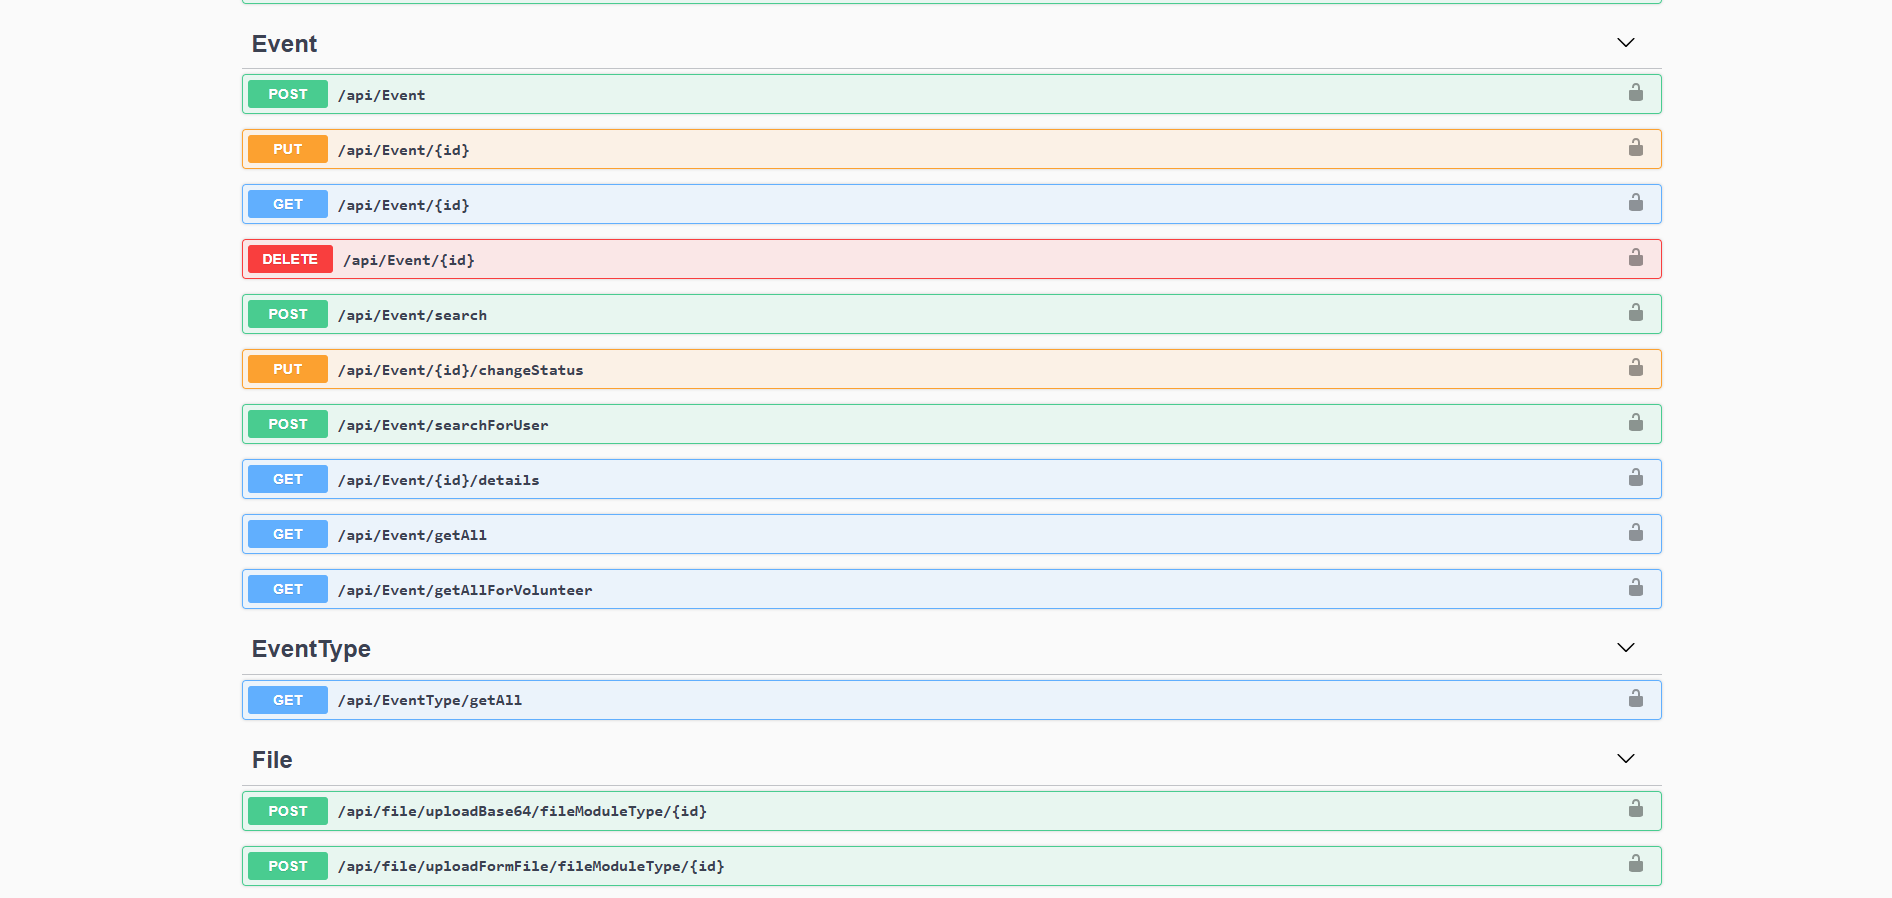 Event
POST /api/Event
PUT /api/Event/{id}
GET /api/Event/{id}
DELETE /api/Event/{id}
POST /api/Event/search
PUT /api/Event/{id}/changeStatus
POST /api/Event/searchForUser
GET /api/Event/{id}/details
GET /api/Event/getAll
GET /api/Event/getAllForVolunteer
EventType
GET /api/EventType/getAll
File
POST /api/file/uploadBase64/fileModuleType/{id}
POST /api/file/uploadFormFile/fileModuleType/{id}